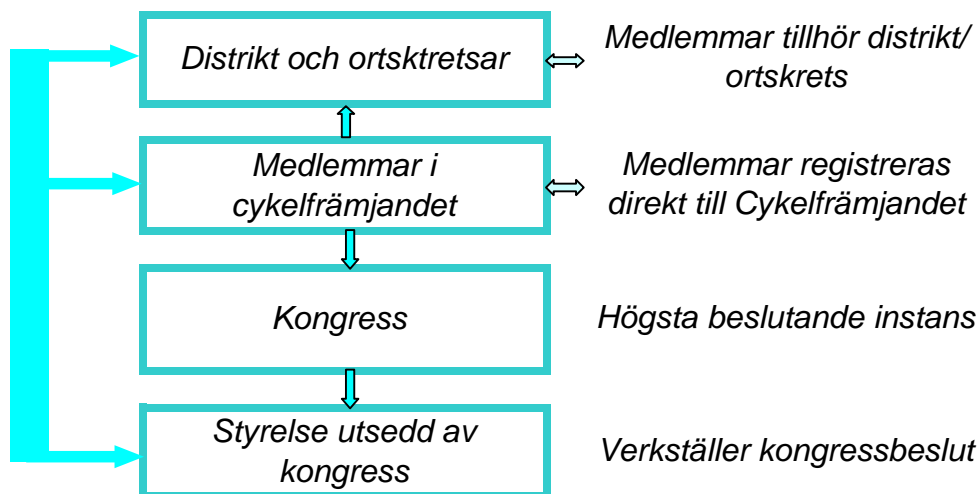 Distrikt och ortsktretsar
Medlemmar tillhör distrikt/
ortskrets
Medlemmar i
cykelfrämjandet
Medlemmar registreras
direkt till Cykelfrämjandet
Kongress
Högsta beslutande instans
Styrelse utsedd av
kongress
Verkställer kongressbeslut